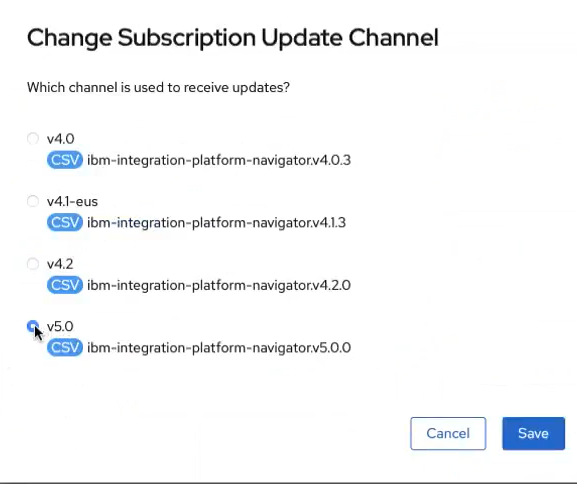 Change Subscription Update Channel
Which channel is used to receive updates?
v4.0
CSV ibm-integration-platform-navigator.v4.0.3
v4.1-eus
CSV ibm-integration-platform-navigator.v4.1.3
v4.2
CSV ibm-integration-platform-navigator.v4.2.0
v5.0
CSV ibm-integration-platform-navigator.v5.0.0
Cancel Save